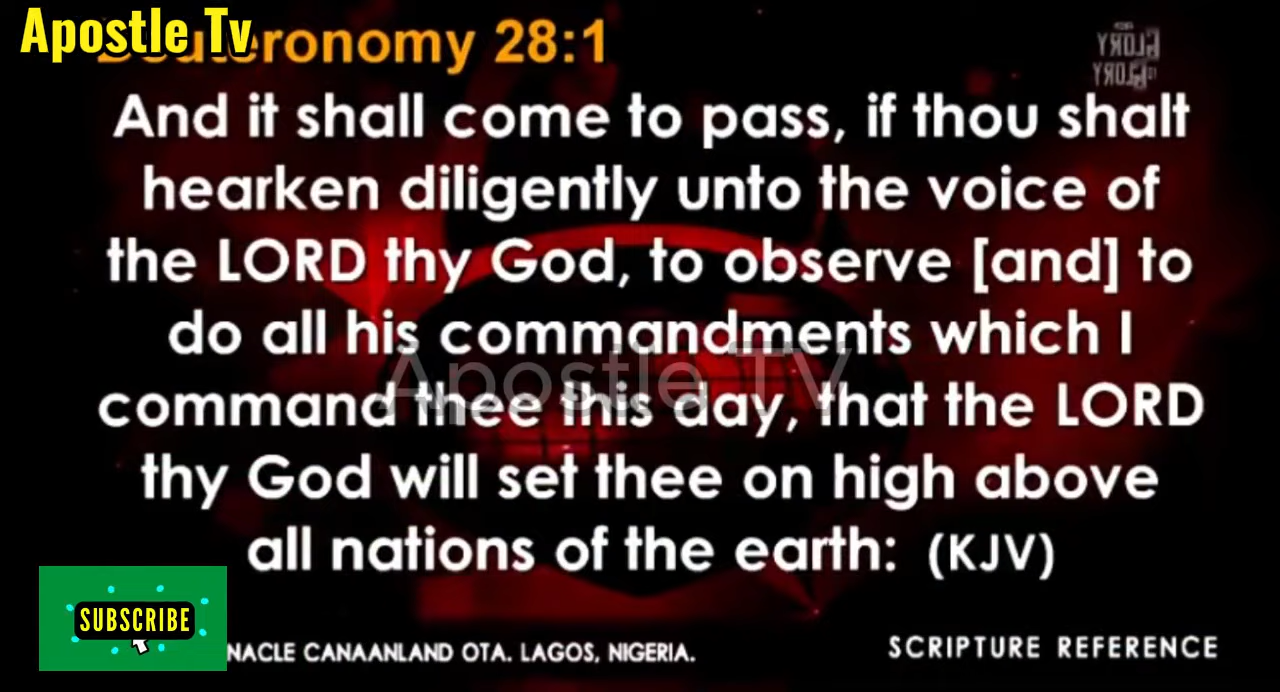 Apostle Tv
ronomy 28:1
GLORY
GLORY
And it shall come to pass, if thou shalt
hearken diligently unto the voice of
the LORD thy God, to observe [and] to
do all his commandments which I
command thee this day, that the LORD
thy God will set thee on high above
all nations of the earth: (KJV)
Apostle TV
SUBSCRIBE
NACLE CANAANLAND OTA. LAGOS, NIGERIA.
SCRIPTURE REFERENCE